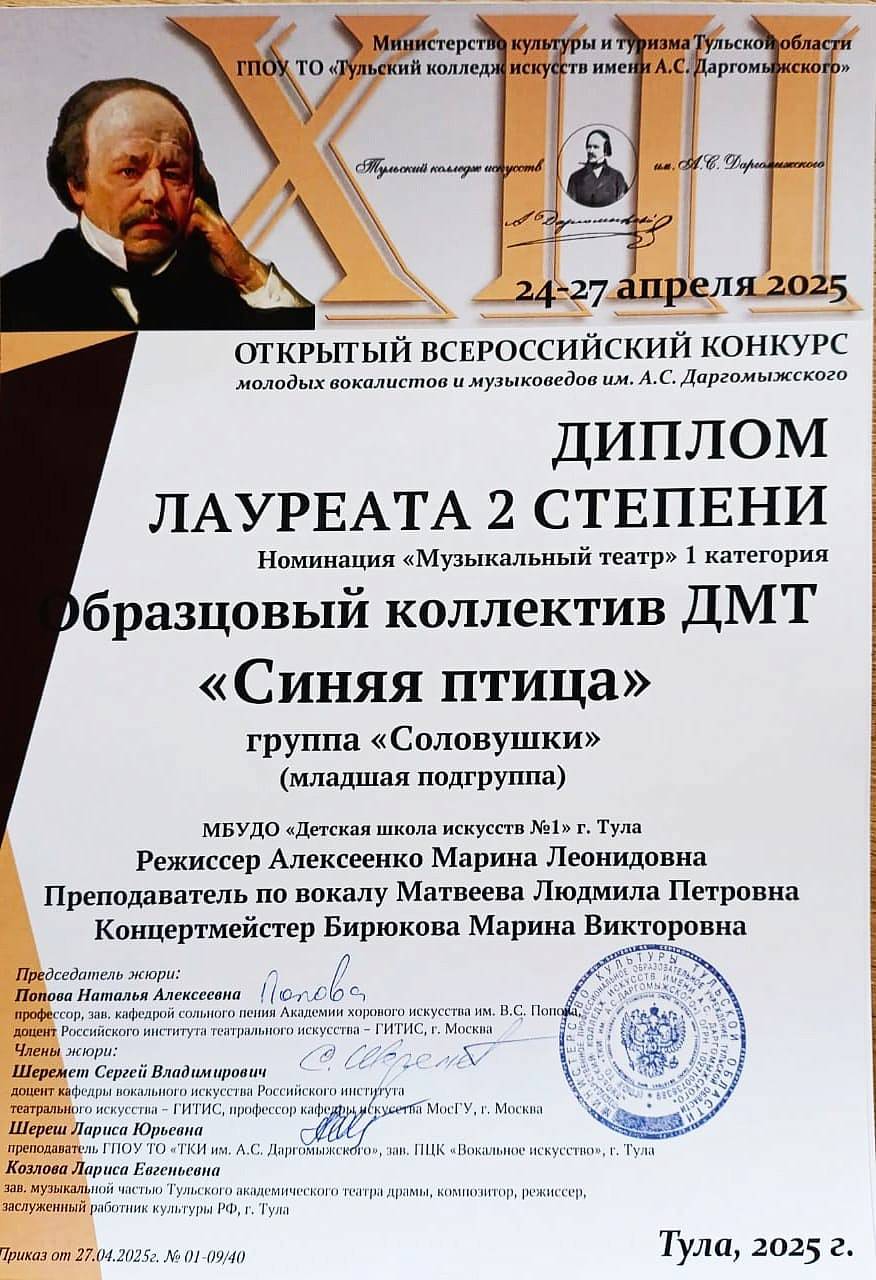 XIII
Министерство культуры и туризма Тульской области
ГПОУ ТО «Тульский колледж искусств имени А.С. Даргомыжского»
Тульский колледж искусств им. А.С. Даргомыжского
А. Даргомыжский
24-27 апреля 2025
ОТКРЫТЫЙ ВСЕРОССИЙСКИЙ КОНКУРС
молодых вокалистов и музыковедов им. А.С. Даргомыжского
ДИПЛОМ
ЛАУРЕАТА 2 СТЕПЕНИ
Номинация «Музыкальный театр» 1 категория
Образцовый коллектив ДМТ
«Синяя птица»
группа «Соловушки»
(младшая подгруппа)
МБУДО «Детская школа искусств №1» г. Тула
Режиссер Алексеенко Марина Леонидовна
Преподаватель по вокалу Матвеева Людмила Петровна
Концертмейстер Бирюкова Марина Викторовна
Председатель жюри:
Попова Наталья Алексеевна Попова
профессор, зав. кафедрой сольного пения Академии хорового искусства им. В.С. Попова,
доцент Российского института театрального искусства – ГИТИС, г. Москва
Члены жюри:
Шеремет Сергей Владимирович
доцент кафедры вокального искусства Российского института
театрального искусства – ГИТИС, профессор кафедры искусства МосГУ, г. Москва
Шереш Лариса Юрьевна
преподаватель ГПОУ ТО «ТКИ им. А.С. Даргомыжского», зав. ПЦК «Вокальное искусство», г. Тула
Козлова Лариса Евгеньевна
зав. музыкальной частью Тульского академического театра драмы, композитор, режиссер,
заслуженный работник культуры РФ, г. Тула
МИНИСТЕРСТВО КУЛЬТУРЫ ТУЛЬСКОЙ ОБЛАСТИ
Приказ от 27.04.2025г. № 01-09/40
Тула, 2025 г.